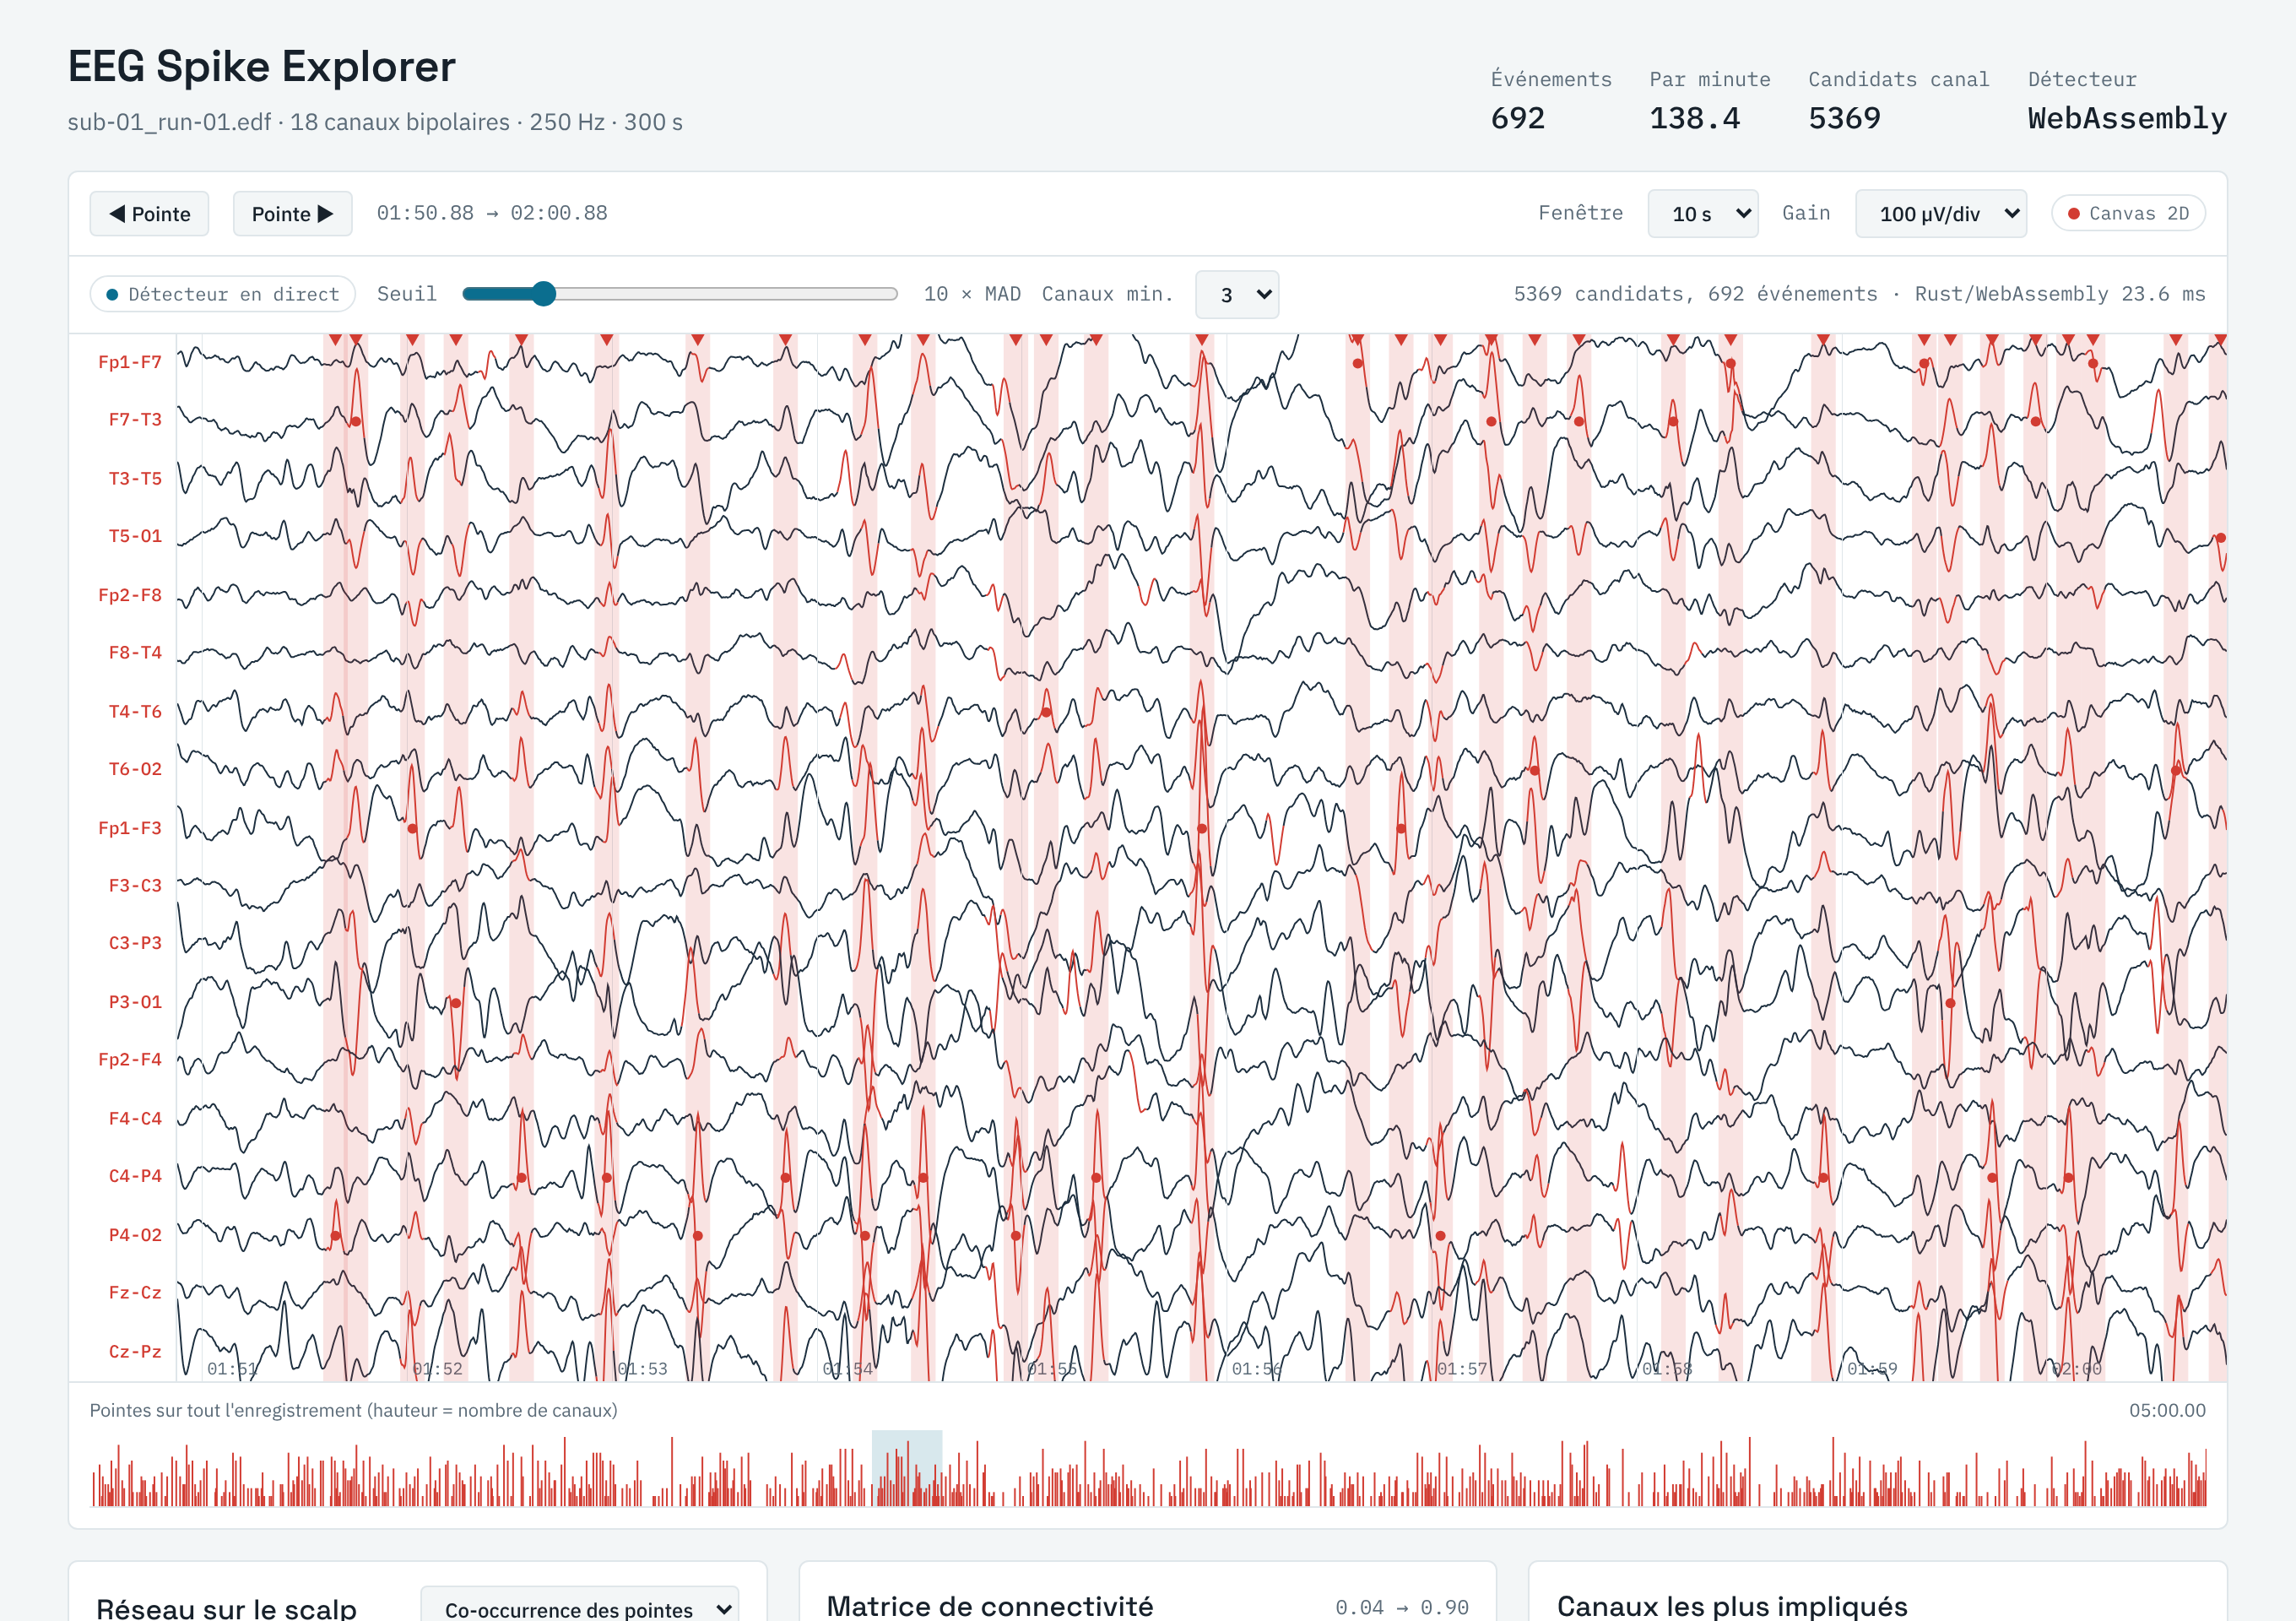 EEG Spike Explorer
sub-01_run-01.edf · 18 canaux bipolaires · 250 Hz · 300 s
Événements Par minute Candidats canal Détecteur
692 138.4 5369 WebAssembly
◀ Pointe Pointe ▶ 01:50.88 → 02:00.88 Fenêtre 10 s Gain 100 µV/div Canvas 2D
Détecteur en direct Seuil 10 × MAD Canaux min. 3 5369 candidats, 692 événements · Rust/WebAssembly 23.6 ms
Fp1-F7
F7-T3
T3-T5
T5-O1
Fp2-F8
F8-T4
T4-T6
T6-O2
Fp1-F3
F3-C3
C3-P3
P3-O1
Fp2-F4
F4-C4
C4-P4
P4-O2
Fz-Cz
Cz-Pz
01:51 01:52 01:53 01:54 01:55 01:56 01:57 01:58 01:59 02:00
Pointes sur tout l'enregistrement (hauteur = nombre de canaux) 05:00.00
Réseau sur le scalp Co-occurrence des pointes Matrice de connectivité 0.04 → 0.90 Canaux les plus impliqués